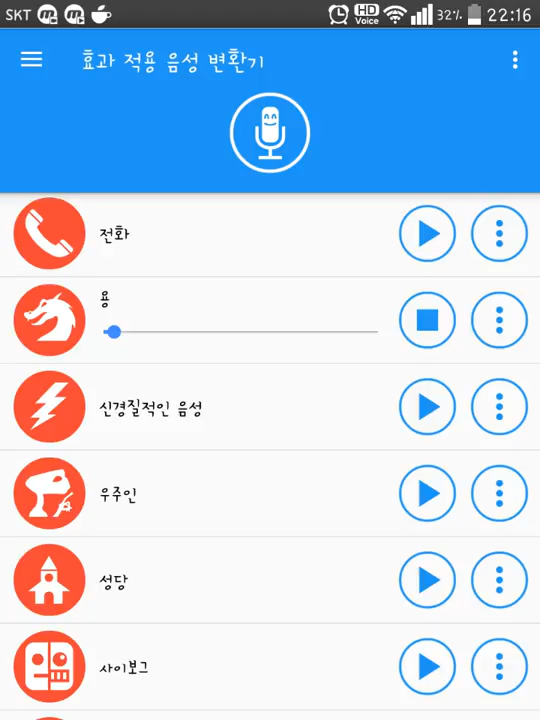 SKT HD Voice 32% 22:16
효과 적용 음성 변환기
전화
용
신경질적인 음성
우주인
성당
사이보그